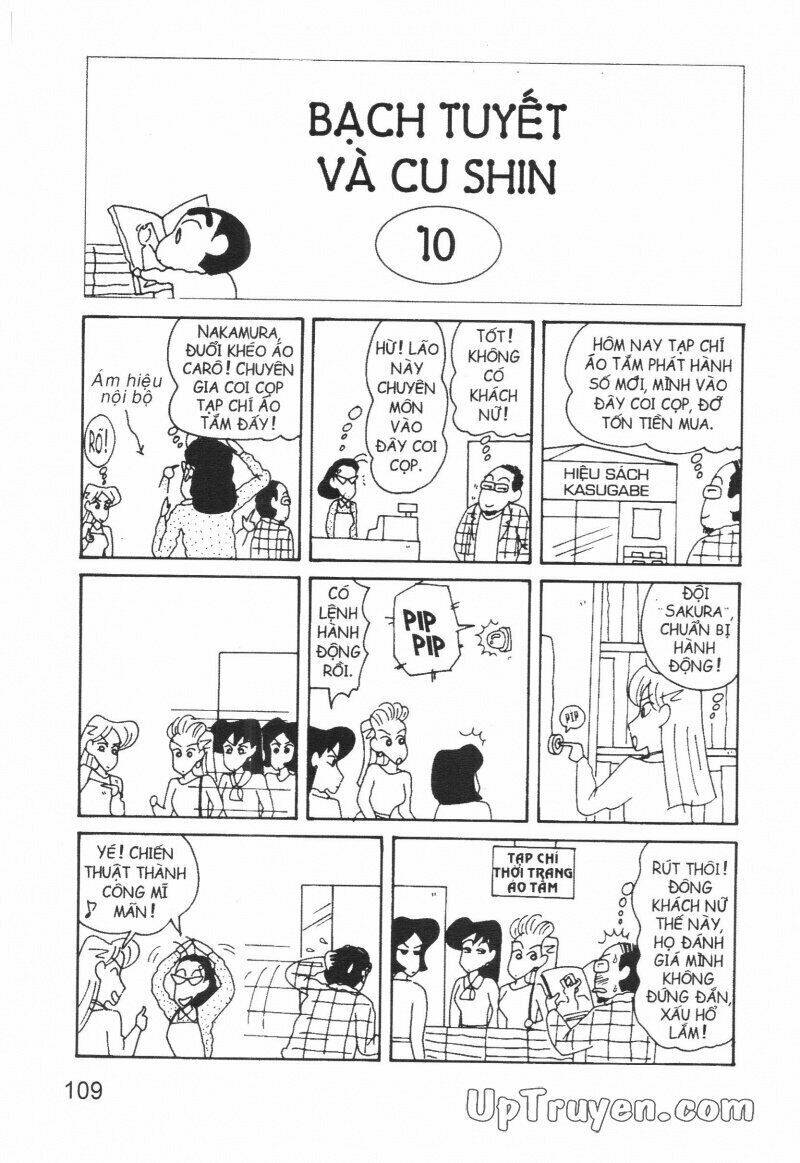 BẠCH TUYẾT
VÀ CU SHIN
10
HÔM NAY TẠP CHÍ
ÁO TẮM PHÁT HÀNH
SỐ MỚI, MÌNH VÀO
ĐÂY COI CỌP, ĐỠ
TỐN TIỀN MUA.
HIỆU SÁCH
KASUGABE
TỐT!
KHÔNG
CÓ
KHÁCH
NỮ!
HỪ! LÃO
NÀY
CHUYÊN
MÔN
VÀO
ĐÂY COI
CỌP.
NAKAMURA,
ĐUỔI KHÉO ÁO
CARÔ! CHUYÊN
GIA COI CỌP
TẠP CHÍ ÁO
TẮM ĐẤY!
Ám hiệu
nội bộ
RÕ!
ĐỘI
"SAKURA",
CHUẨN BỊ
HÀNH
ĐỘNG!
PIP
PIP
PIP
CÓ
LỆNH
HÀNH
ĐỘNG
RỒI.
TẠP CHÍ
THỜI TRANG
ÁO TẮM
RÚT THÔI!
ĐÔNG
KHÁCH NỮ
THẾ NÀY,
HỌ ĐÁNH
GIÁ MÌNH
KHÔNG
ĐỨNG ĐẮN,
XẤU HỔ
LẮM!
YÉ! CHIẾN
THUẬT THÀNH
CÔNG MĨ
MÃN!
109
UPTRUYEN.COM